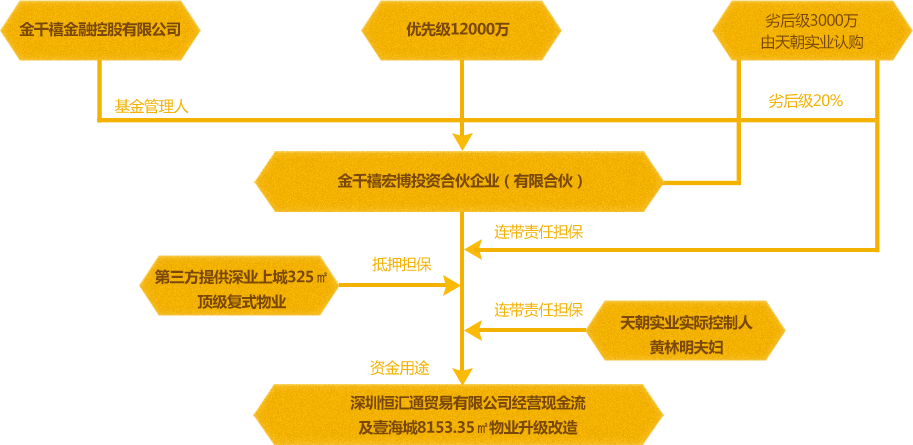 金千禧金融控股有限公司
优先级12000万
劣后级3000万
由天朝实业认购
基金管理人
劣后级20%
金千禧宏博投资合伙企业（有限合伙）
连带责任担保
抵押担保
第三方提供深业上城325㎡
顶级复式物业
连带责任担保
天朝实业实际控制人
黄林明夫妇
资金用途
深圳恒汇通贸易有限公司经营现金流
及壹海城8153.35㎡物业升级改造